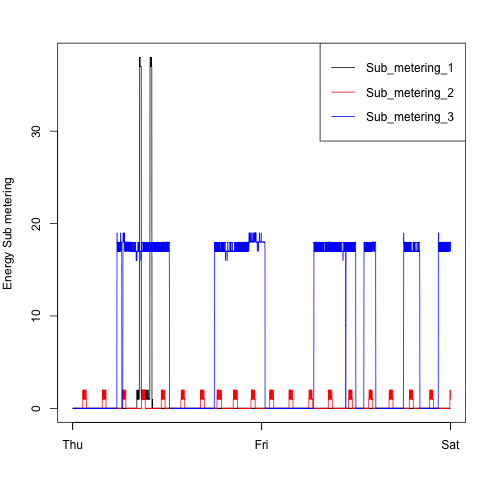 Sub_metering_1
Sub_metering_2
Sub_metering_3
Energy Sub metering
30
20
10
0
Thu Fri Sat